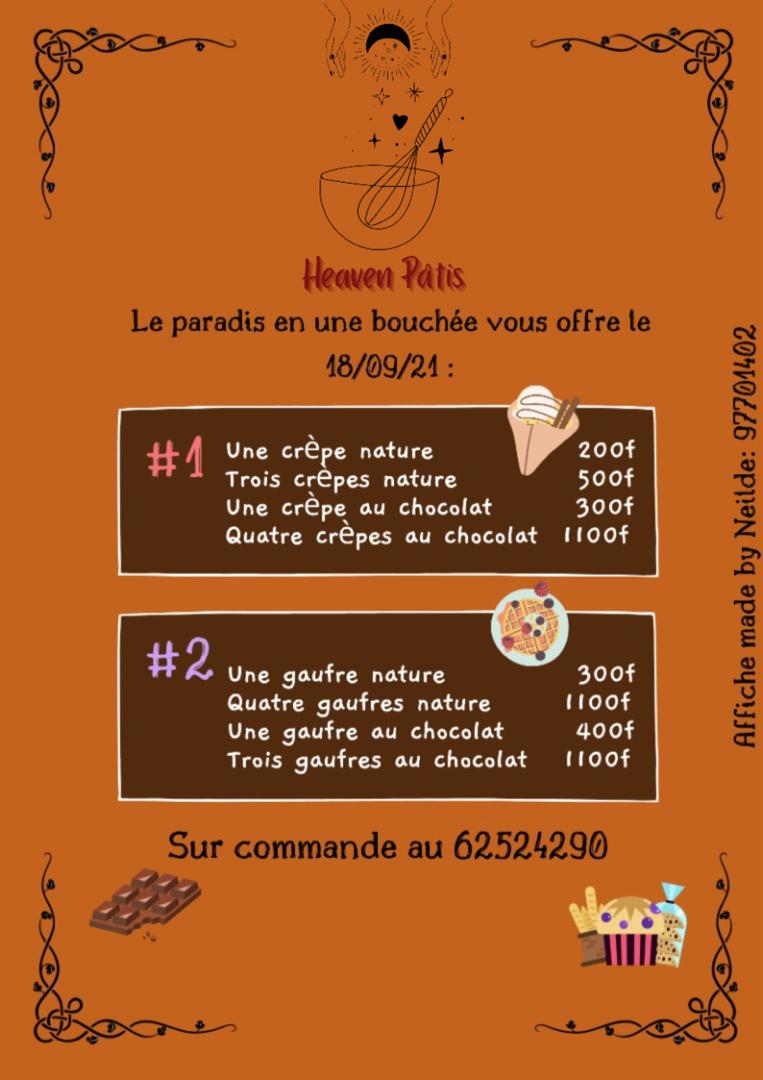 Heaven Pâtis
Le paradis en une bouchée vous offre le
18/09/21 :
#1
Une crèpe nature 200f
Trois crèpes nature 500f
Une crèpe au chocolat 300f
Quatre crèpes au chocolat 1100f
#2
Une gaufre nature 300f
Quatre gaufres nature 1100f
Une gaufre au chocolat 400f
Trois gaufres au chocolat 1100f
Sur commande au 62524290
Affiche made by Neilde: 97701402